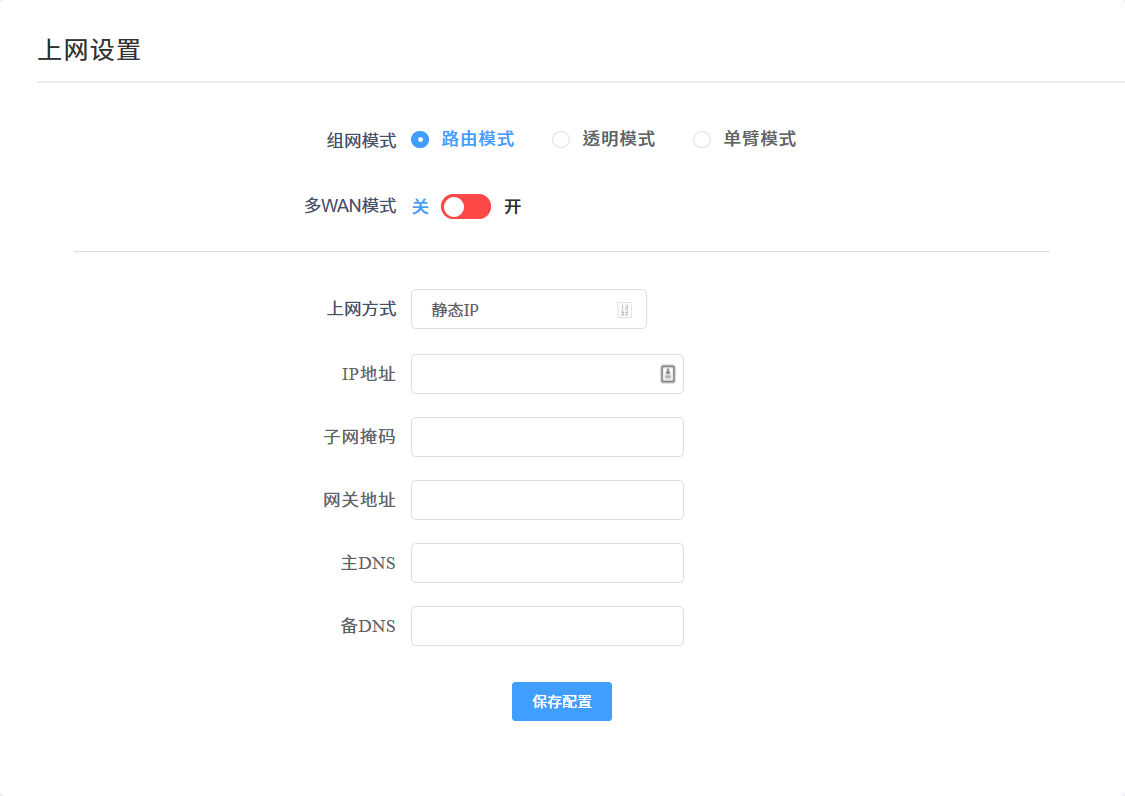 上网设置
组网模式 路由模式 透明模式 单臂模式
多WAN模式 关 开
上网方式 静态IP
IP地址
子网掩码
网关地址
主DNS
备DNS
保存配置